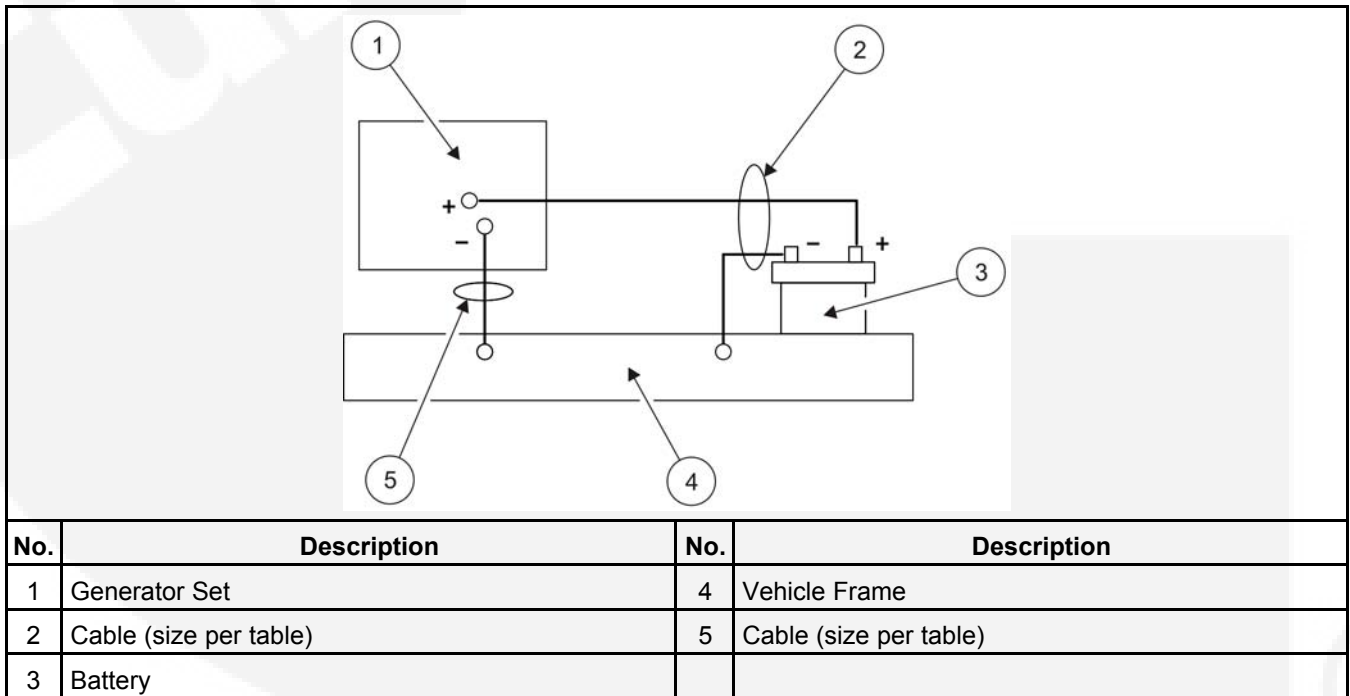 1
2
+
−
− +
3
5
4
No. Description No. Description
1 Generator Set 4 Vehicle Frame
2 Cable (size per table) 5 Cable (size per table)
3 Battery